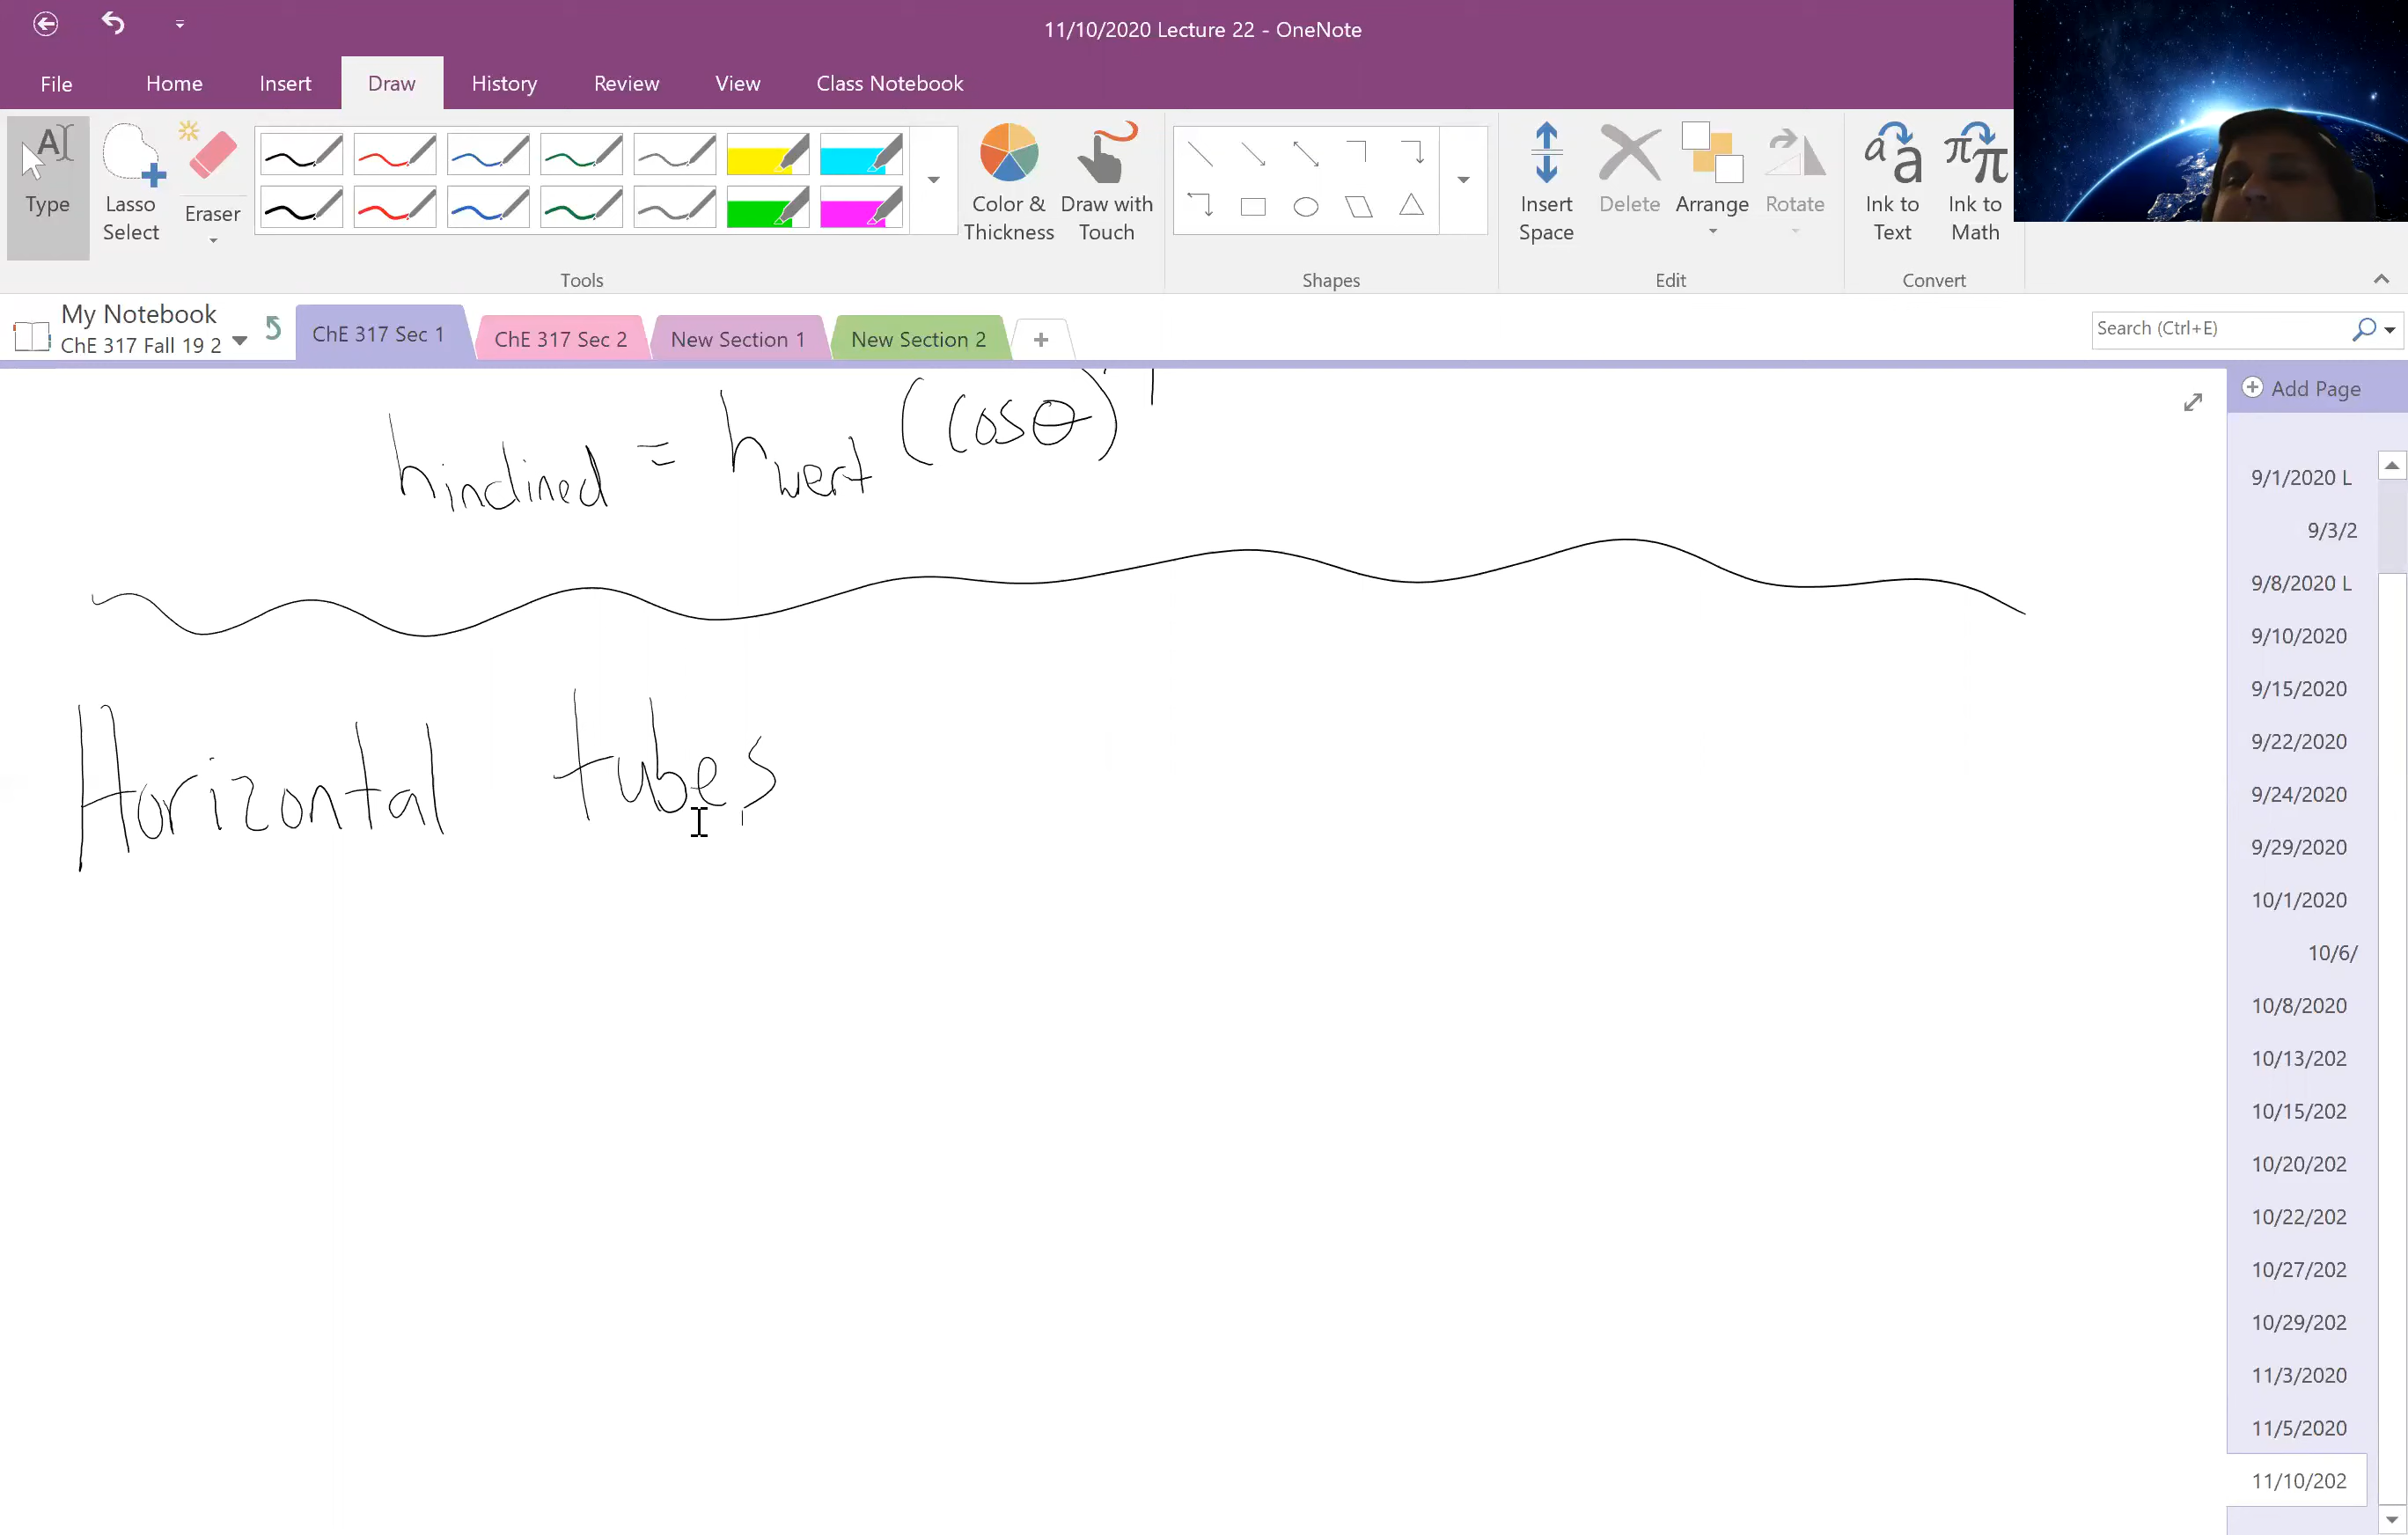 11/10/2020 Lecture 22 - OneNote
File Home Insert Draw History Review View Class Notebook
Type
Lasso Select
Eraser
Color & Thickness
Draw with Touch
Insert Space
Delete
Arrange
Rotate
Ink to Text
Ink to Math
Tools Shapes Edit Convert
My Notebook
ChE 317 Fall 19 2
ChE 317 Sec 1 ChE 317 Sec 2 New Section 1 New Section 2 +
Search (Ctrl+E)
Add Page
h inclined = h vert (cosθ)
Horizontal tubes
9/1/2020 L
9/3/2
9/8/2020 L
9/10/2020
9/15/2020
9/22/2020
9/24/2020
9/29/2020
10/1/2020
10/6/
10/8/2020
10/13/202
10/15/202
10/20/202
10/22/202
10/27/202
10/29/202
11/3/2020
11/5/2020
11/10/202